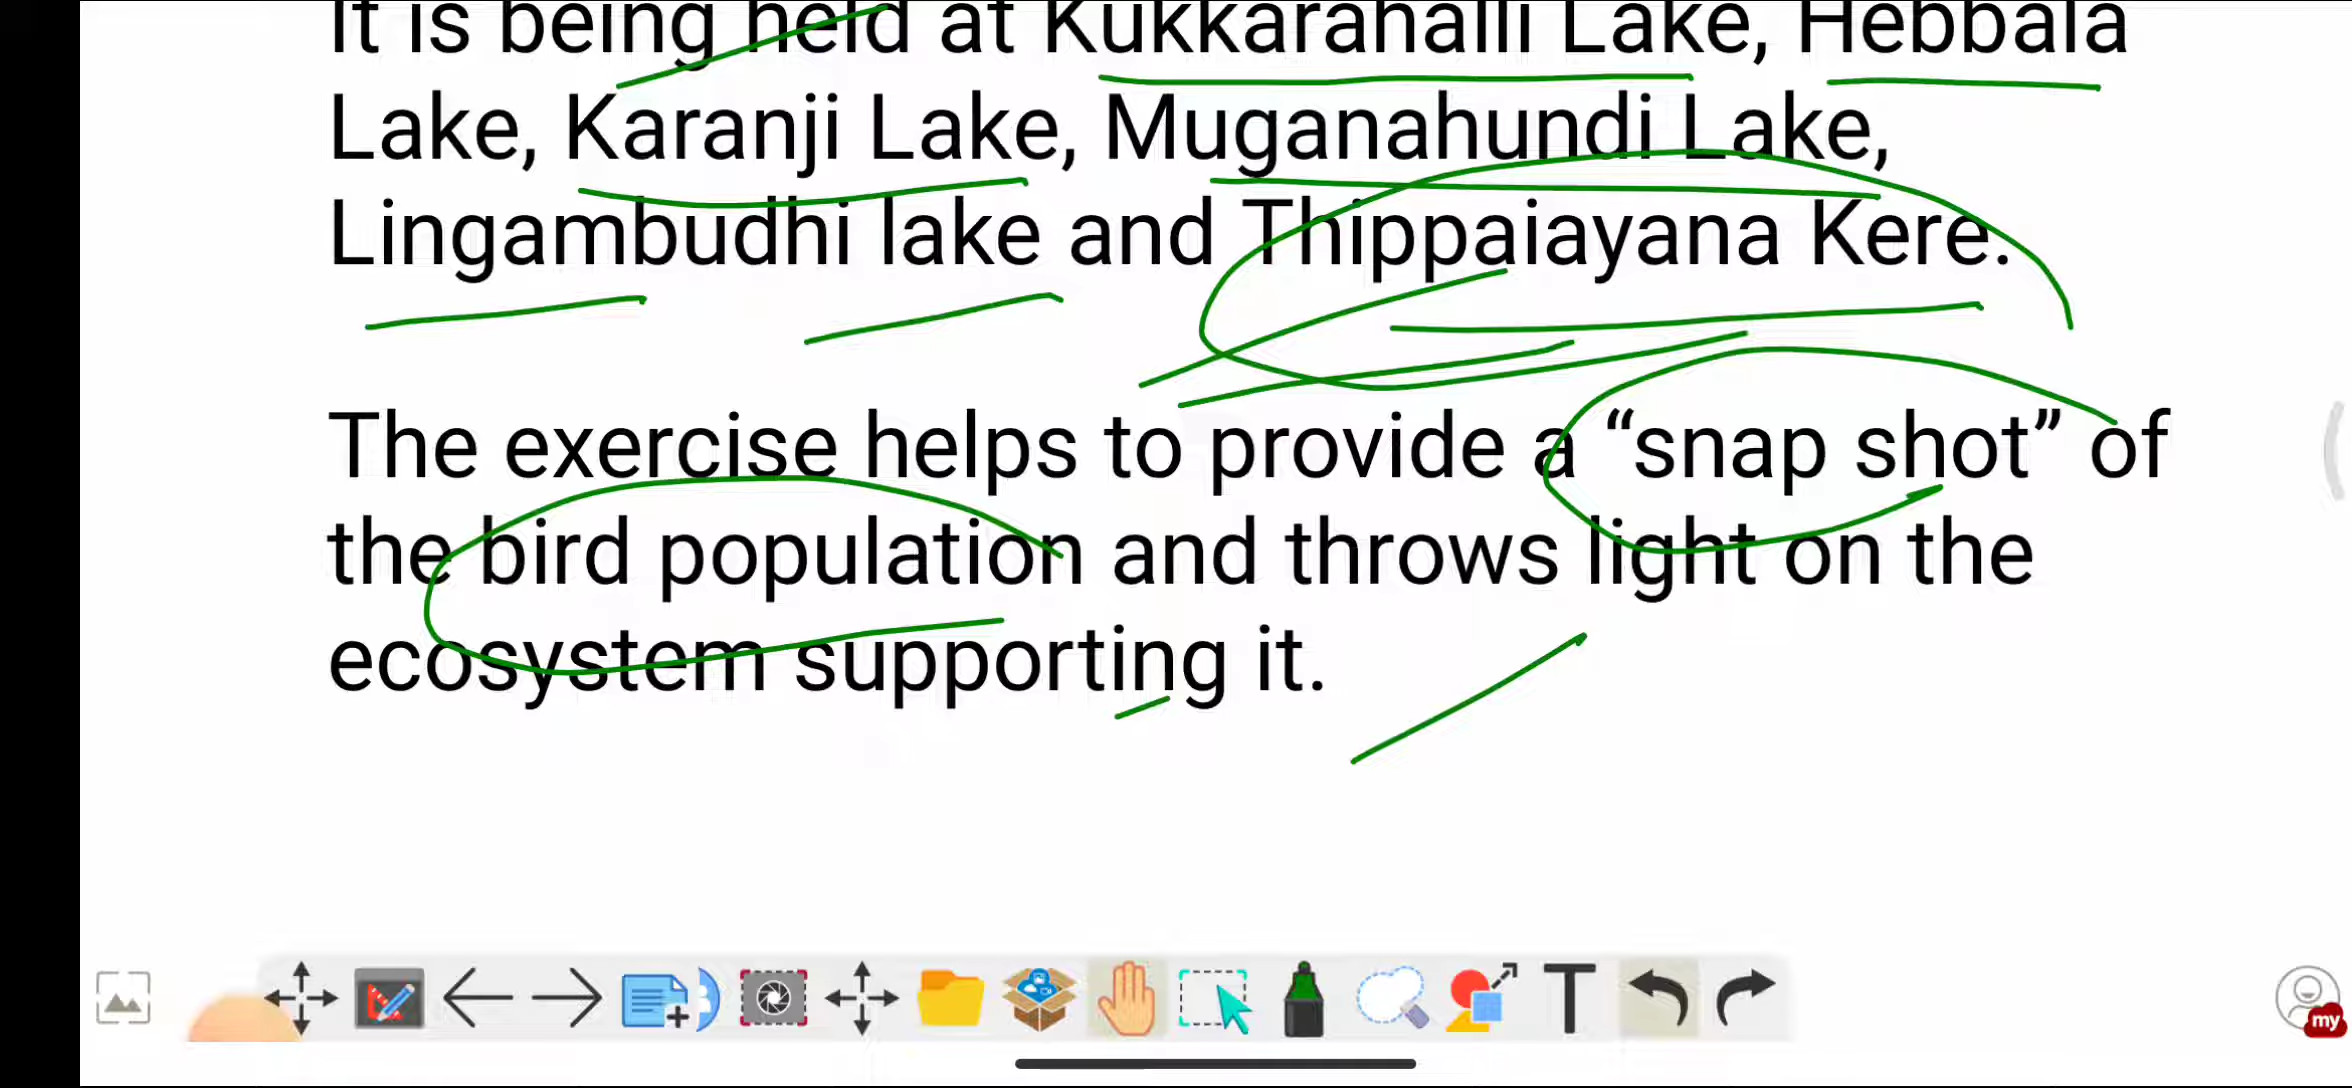 It is being held at Kukkarahalli Lake, Hebbala
Lake, Karanji Lake, Muganahundi Lake,
Lingambudhi lake and Thippaiayana Kere.
The exercise helps to provide a “snap shot” of
the bird population and throws light on the
ecosystem supporting it.
T
my